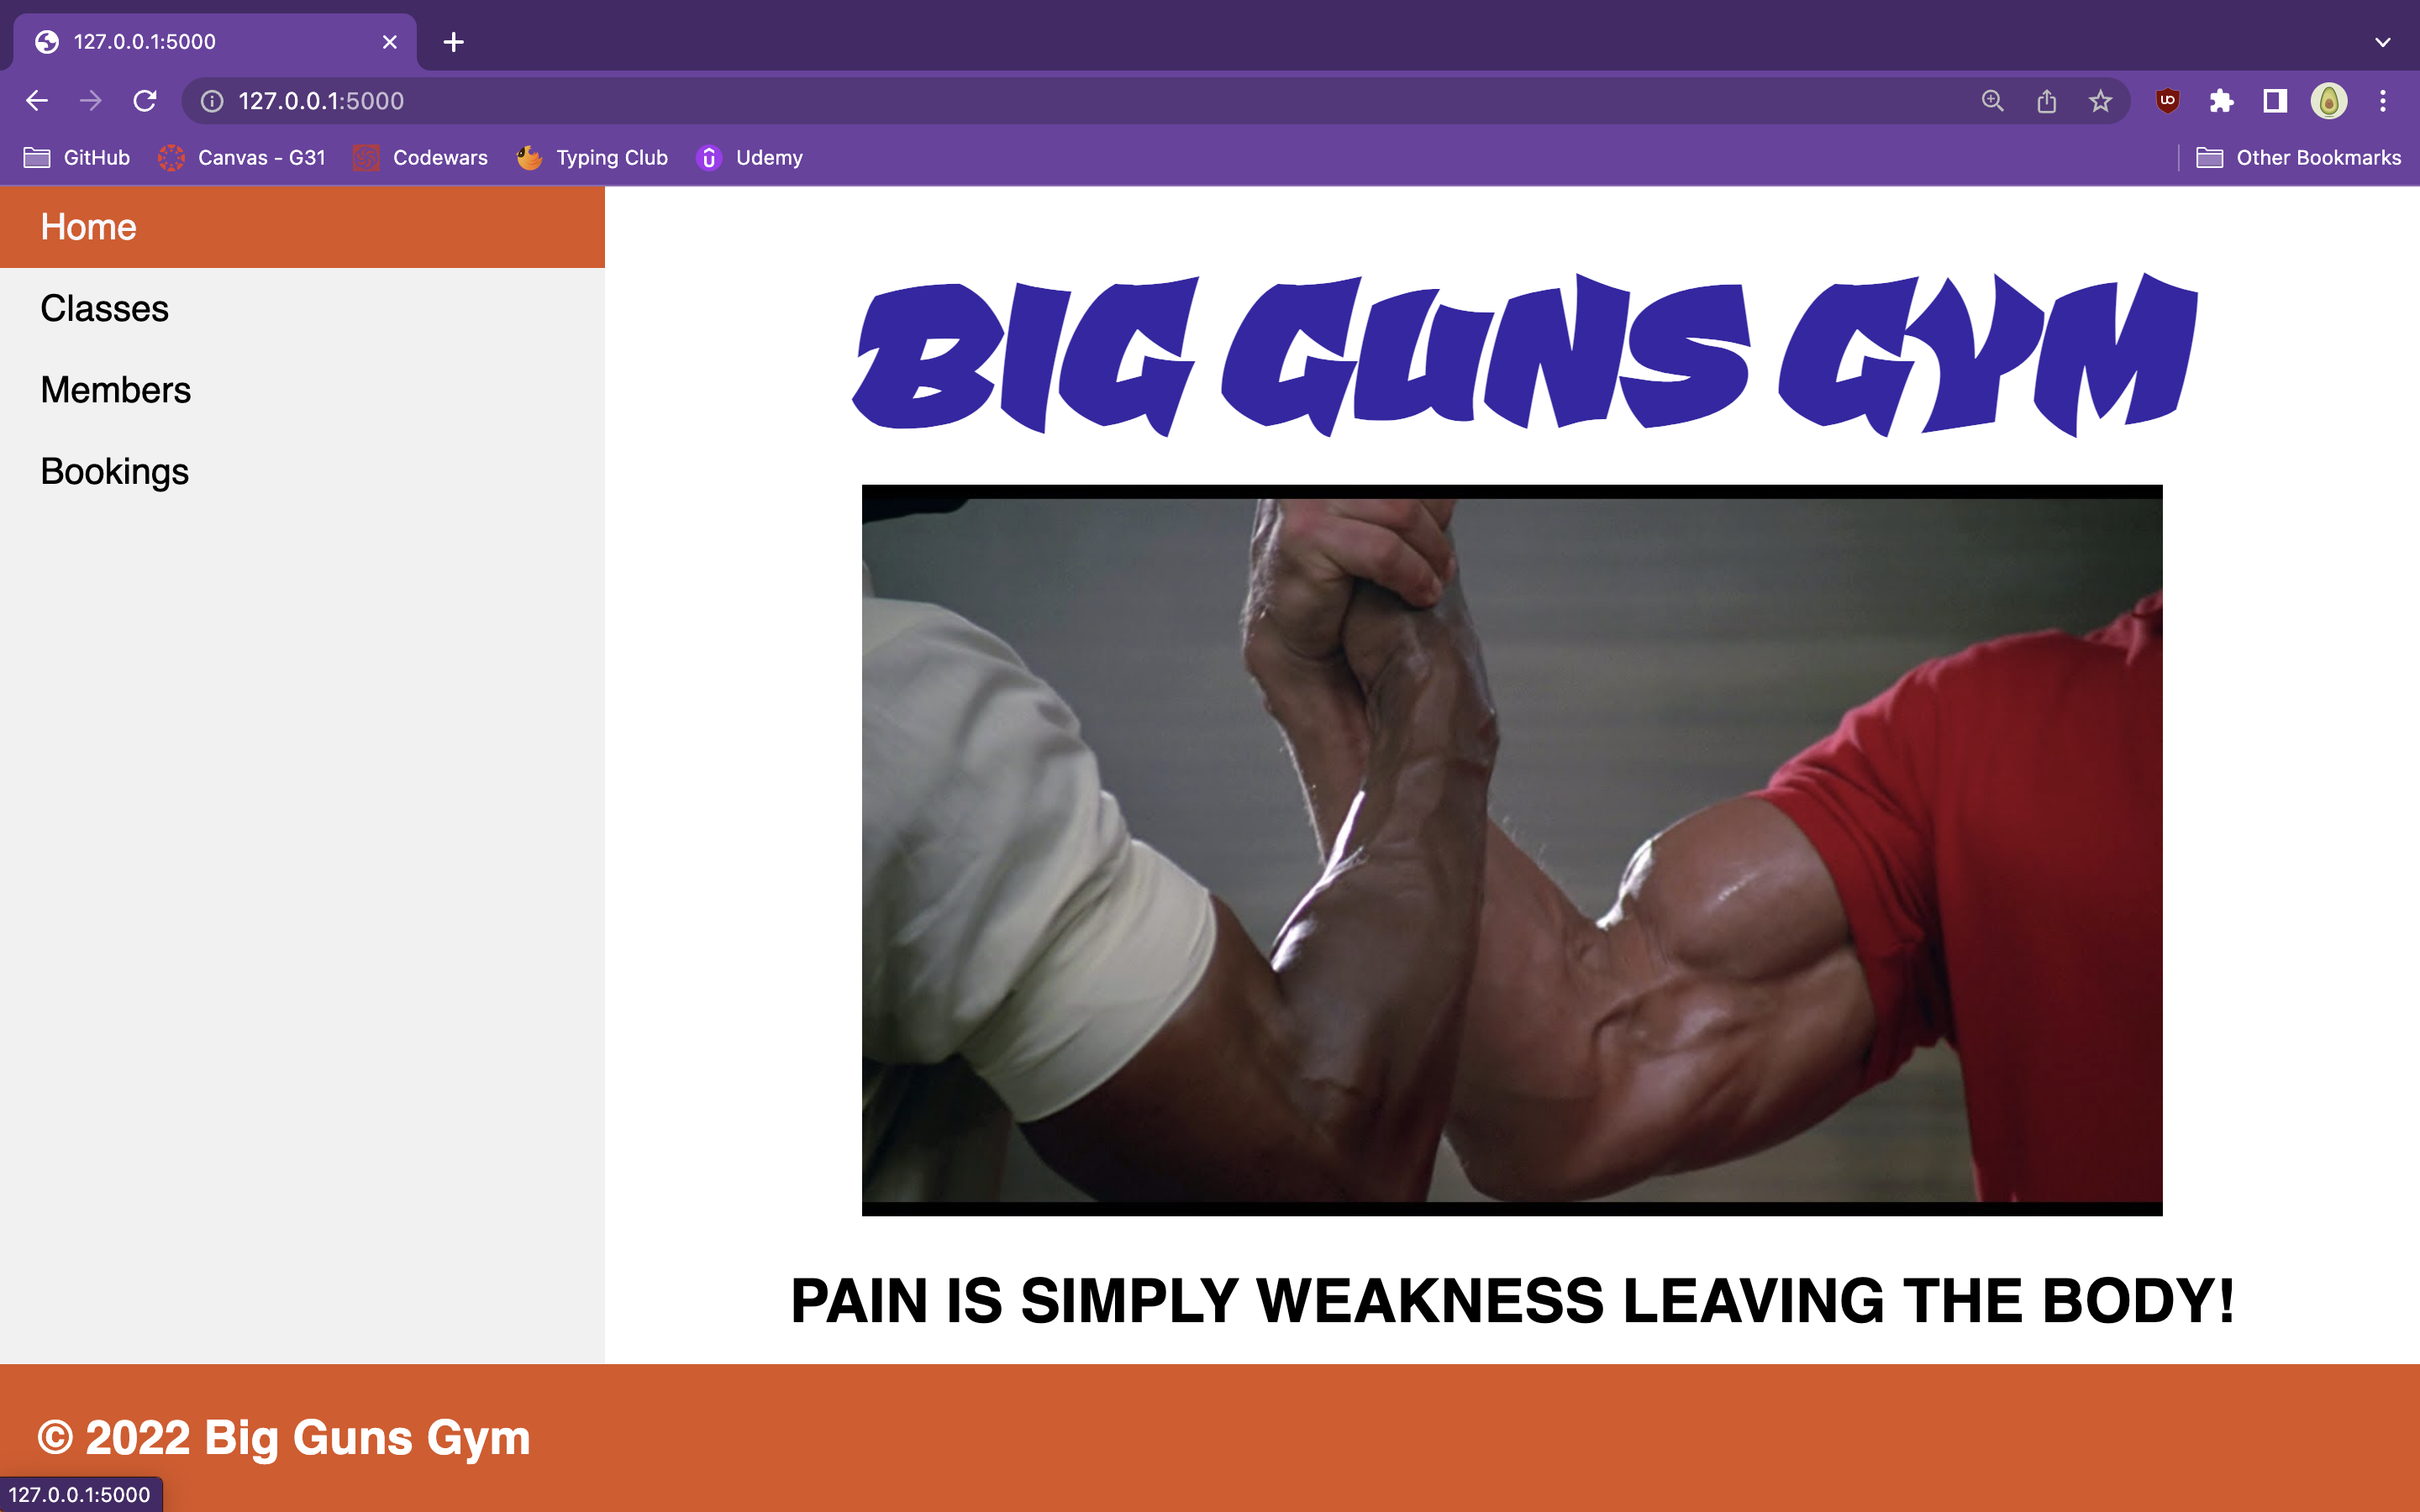 127.0.0.1:5000
127.0.0.1:5000
GitHub Canvas - G31 Codewars Typing Club Udemy Other Bookmarks
Home
Classes
Members
Bookings
BIG GUNS GYM
PAIN IS SIMPLY WEAKNESS LEAVING THE BODY!
© 2022 Big Guns Gym
127.0.0.1:5000